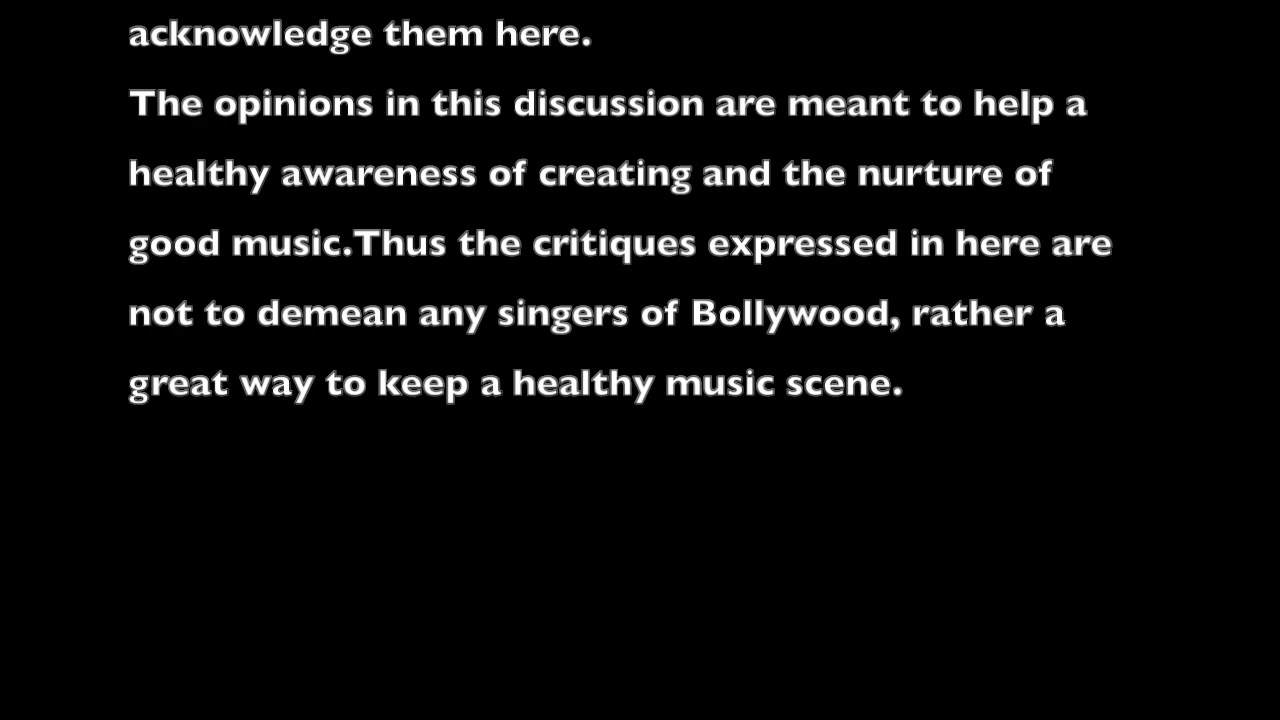 acknowledge them here.
The opinions in this discussion are meant to help a
healthy awareness of creating and the nurture of
good music.Thus the critiques expressed in here are
not to demean any singers of Bollywood, rather a
great way to keep a healthy music scene.